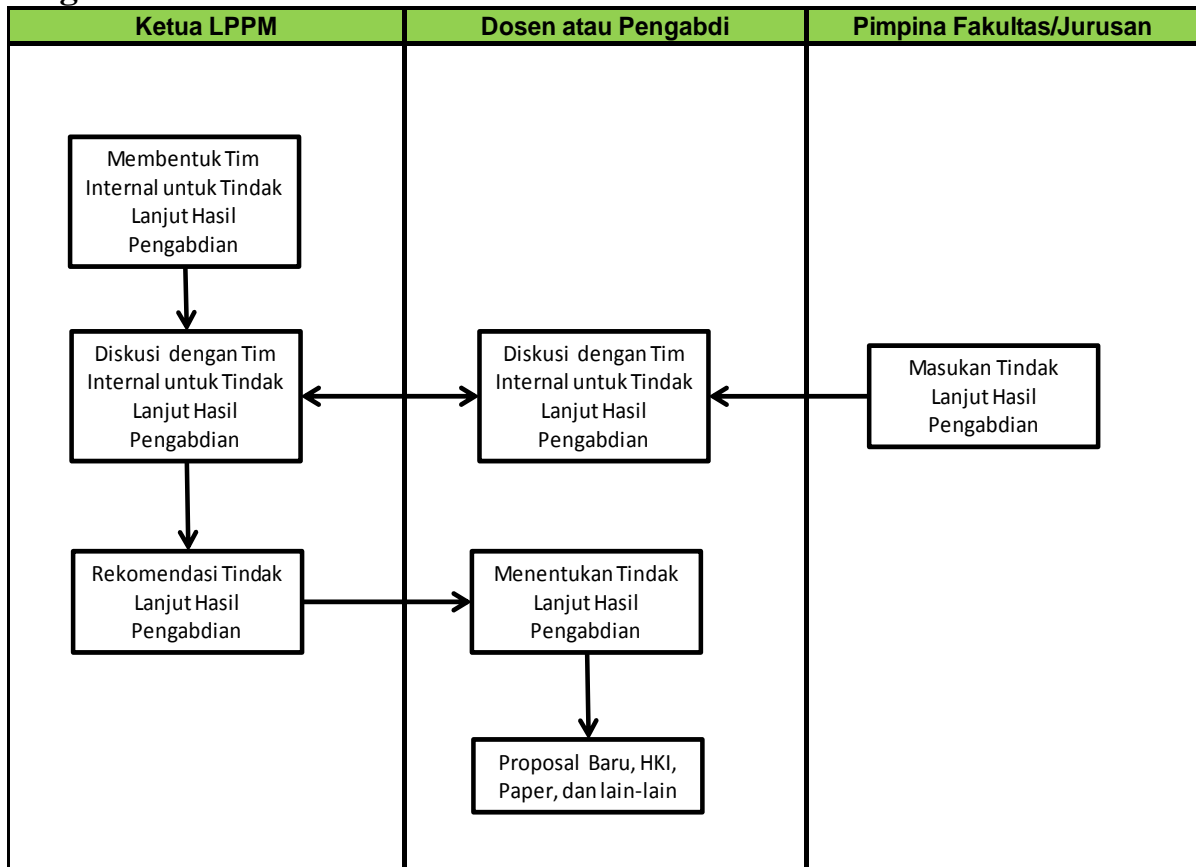 Ketua LPPM
Dosen atau Pengabdi
Pimpina Fakultas/Jurusan
Membentuk Tim
Internal untuk Tindak
Lanjut Hasil
Pengabdian
Diskusi dengan Tim
Internal untuk Tindak
Lanjut Hasil
Pengabdian
Diskusi dengan Tim
Internal untuk Tindak
Lanjut Hasil
Pengabdian
Masukan Tindak
Lanjut Hasil
Pengabdian
Rekomendasi Tindak
Lanjut Hasil
Pengabdian
Menentukan Tindak
Lanjut Hasil
Pengabdian
Proposal Baru, HKI,
Paper, dan lain-lain